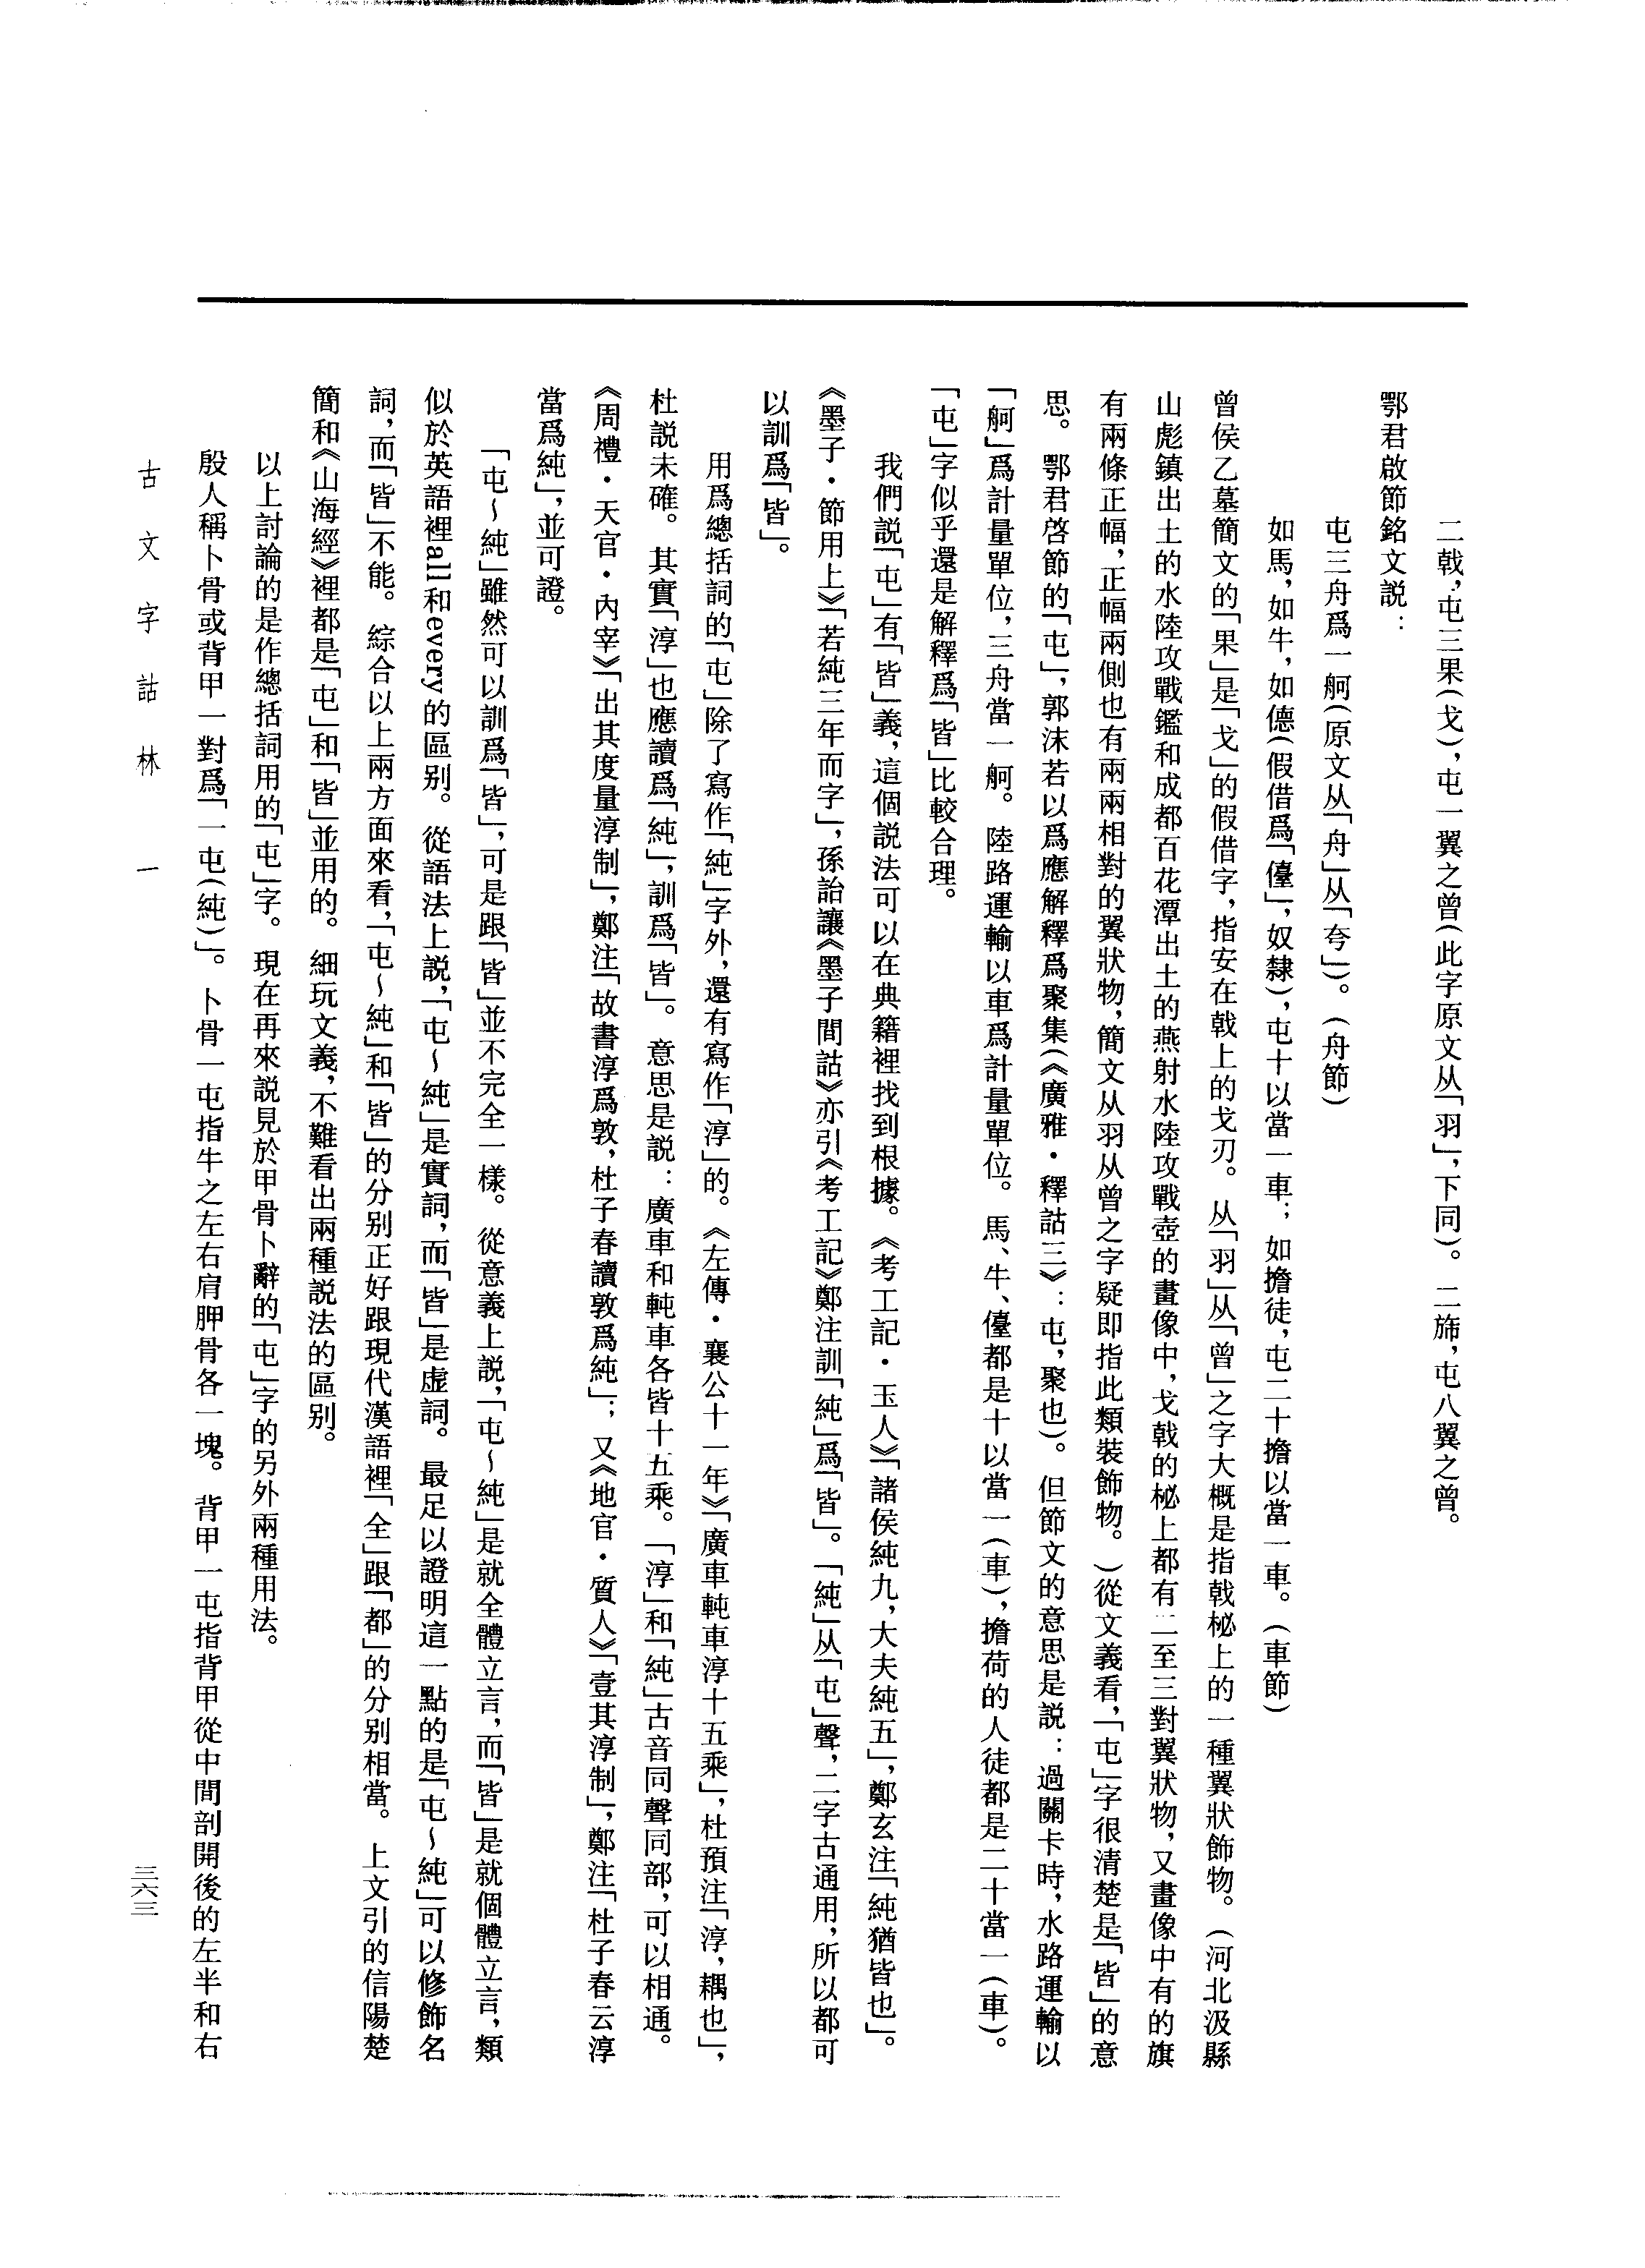 二戟，屯三果（戈），屯一翼之曾（此字原文从「羽」，下同）。二旆，屯八翼之曾。
鄂君啟節銘文説：
屯三舟爲一舸（原文从「舟」从「夸」）。（舟節）
如馬，如牛，如德（假借爲「儓」，奴隸），屯十以當一車；如擔徒，屯二十擔以當一車。（車節）
曾侯乙墓簡文的「果」是「戈」的假借字，指安在戟上的戈刃。从「羽」从「曾」之字大概是指戟柲上的一種翼狀飾物。（河北汲縣
山彪鎮出土的水陸攻戰鑑和成都百花潭出土的燕射水陸攻戰壺的畫像中，戈戟的柲上都有二至三對翼狀物，又畫像中有的旗
有兩條正幅，正幅兩側也有兩兩相對的翼狀物，簡文从羽从曾之字疑即指此類裝飾物。）從文義看，「屯」字很清楚是「皆」的意
思。鄂君啓節的「屯」，郭沫若以爲應解釋爲聚集（《廣雅·釋詁三》：屯，聚也）。但節文的意思是説：過關卡時，水路運輸以
「舸」爲計量單位，三舟當一舸。陸路運輸以車爲計量單位。馬、牛、儓都是十以當一（車），擔荷的人徒都是二十當一（車）。
「屯」字似乎還是解釋爲「皆」比較合理。
我們説「屯」有「皆」義，這個説法可以在典籍裡找到根據。《考工記·玉人》「諸侯純九，大夫純五」，鄭玄注「純猶皆也」。
《墨子·節用上》「若純三年而字」，孫詒讓《墨子間詁》亦引《考工記》鄭注訓「純」爲「皆」。「純」从「屯」聲，二字古通用，所以都可
以訓爲「皆」。
用爲總括詞的「屯」除了寫作「純」字外，還有寫作「淳」的。《左傳·襄公十一年》「廣車軘車淳十五乘」，杜預注「淳，耦也」，
杜説未確。其實「淳」也應讀爲「純」，訓爲「皆」。意思是説：廣車和軘車各皆十五乘。「淳」和「純」古音同聲同部，可以相通。
《周禮·天官·內宰》「出其度量淳制」，鄭注「故書淳爲敦，杜子春讀敦爲純」；又《地官·質人》「壹其淳制」，鄭注「杜子春云淳
當爲純」，並可證。
「屯～純」雖然可以訓爲「皆」，可是跟「皆」並不完全一樣。從意義上説，「屯～純」是就全體立言，而「皆」是就個體立言，類
似於英語裡all和every的區别。從語法上説，「屯～純」是實詞，而「皆」是虚詞。最足以證明這一點的是「屯～純」可以修飾名
詞，而「皆」不能。綜合以上兩方面來看，「屯～純」和「皆」的分别正好跟現代漢語裡「全」跟「都」的分别相當。上文引的信陽楚
簡和《山海經》裡都是「屯」和「皆」並用的。細玩文義，不難看出兩種説法的區别。
以上討論的是作總括詞用的「屯」字。現在再來説見於甲骨卜辭的「屯」字的另外兩種用法。
殷人稱卜骨或背甲一對爲「一屯（純）」。卜骨一屯指牛之左右肩胛骨各一塊。背甲一屯指背甲從中間剖開後的左半和右
古文字詁林 一
三六三